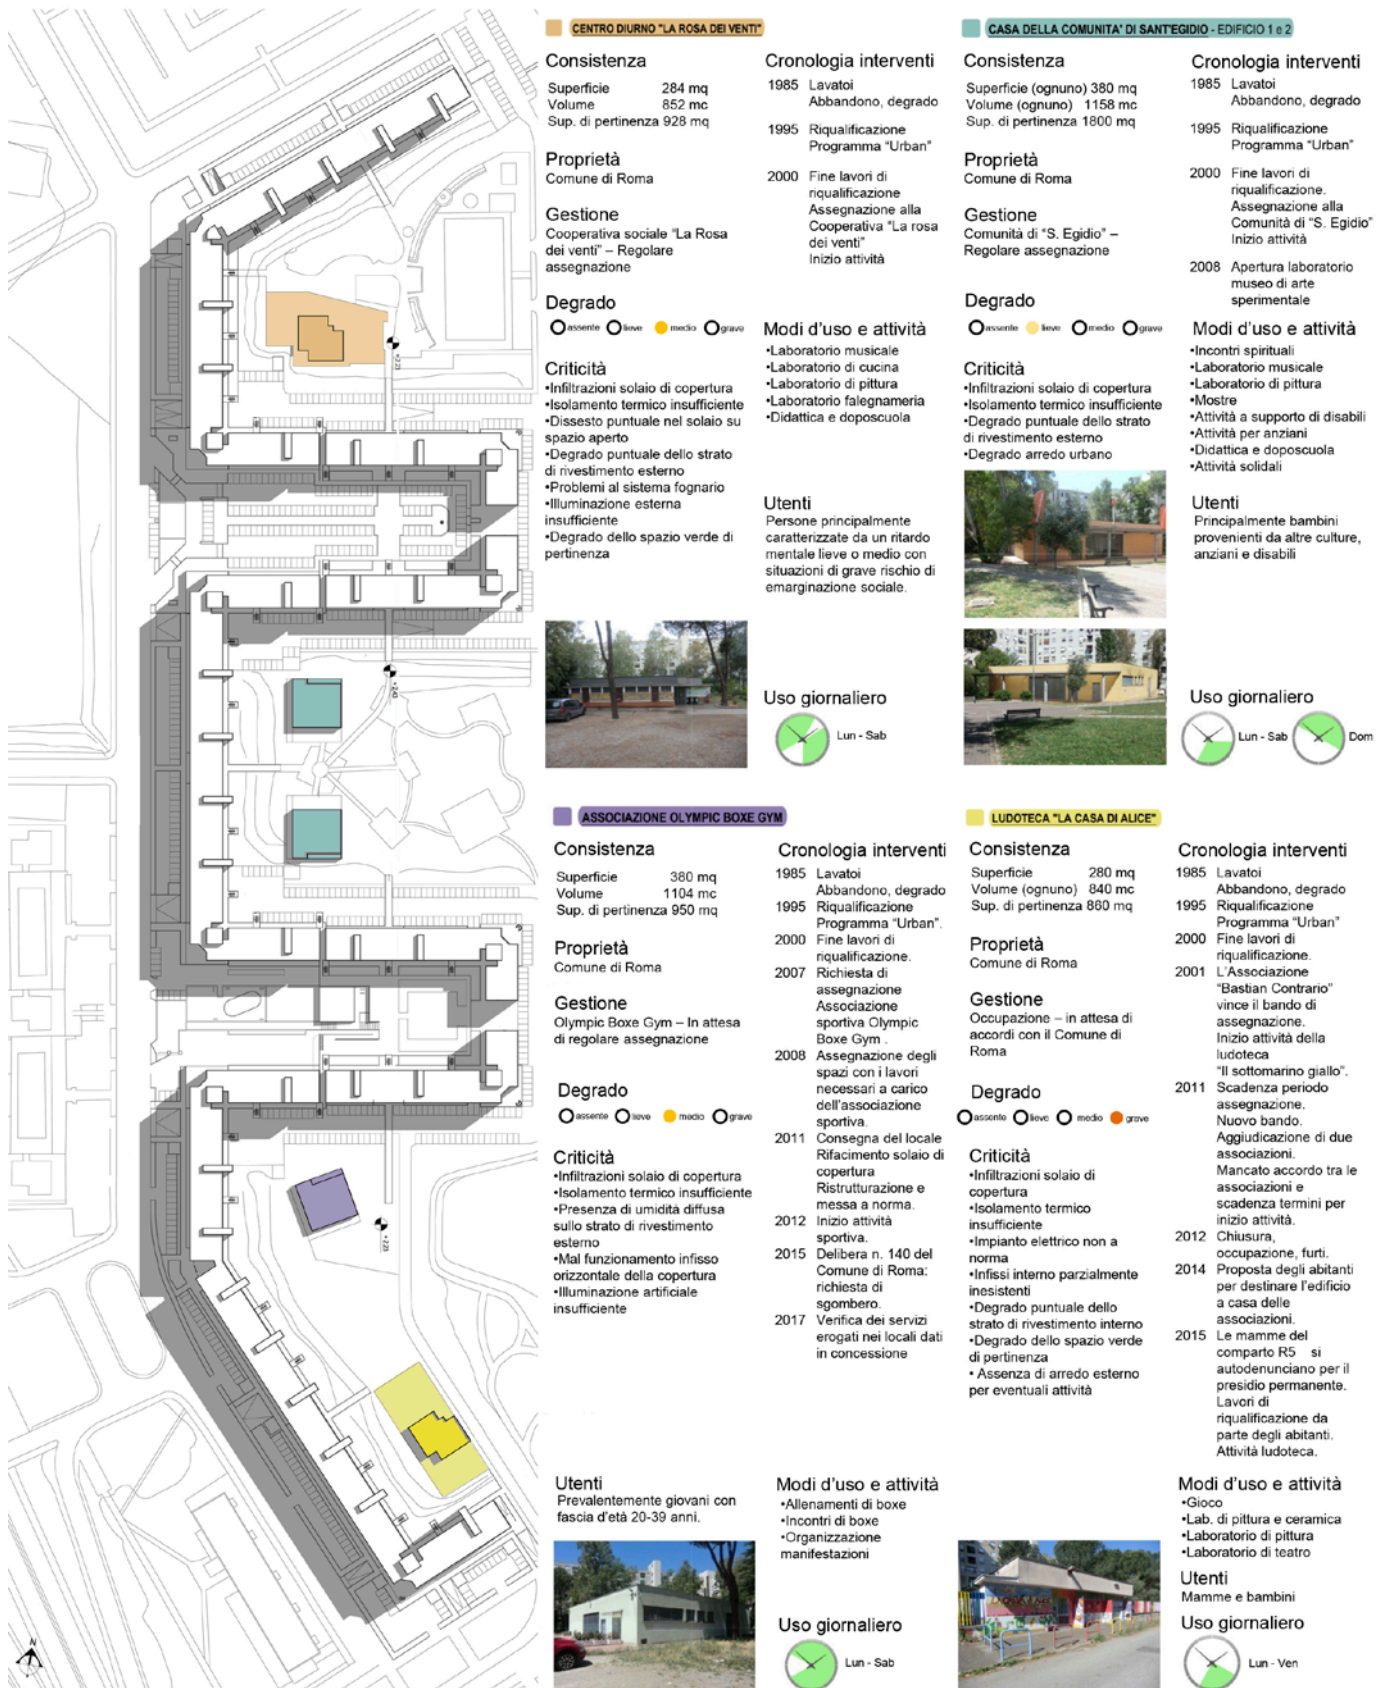 CENTRO DIURNO "LA ROSA DEI VENTI"
Consistenza
Superficie 284 mq
Volume 852 mc
Sup. di pertinenza 928 mq
Proprietà
Comune di Roma
Gestione
Cooperativa sociale “La Rosa
dei venti” – Regolare
assegnazione
Degrado
assente lieve medio grave
Criticità
•Infiltrazioni solaio di copertura
•Isolamento termico insufficiente
•Dissesto puntuale nel solaio su
spazio aperto
•Degrado puntuale dello strato
di rivestimento esterno
•Problemi al sistema fognario
•Illuminazione esterna
insufficiente
•Degrado dello spazio verde di
pertinenza
Cronologia interventi
1985 Lavatoi
Abbandono, degrado
1995 Riqualificazione
Programma “Urban”
2000 Fine lavori di
riqualificazione
Assegnazione alla
Cooperativa “La rosa
dei venti”
Inizio attività
Modi d'uso e attività
•Laboratorio musicale
•Laboratorio di cucina
•Laboratorio di pittura
•Laboratorio falegnameria
•Didattica e doposcuola
Utenti
Persone principalmente
caratterizzate da un ritardo
mentale lieve o medio con
situazioni di grave rischio di
emarginazione sociale.
Uso giornaliero
Lun - Sab
CASA DELLA COMUNITA' DI SANT'EGIDIO - EDIFICIO 1 e 2
Consistenza
Superficie (ognuno) 380 mq
Volume (ognuno) 1158 mc
Sup. di pertinenza 1800 mq
Proprietà
Comune di Roma
Gestione
Comunità di “S. Egidio” –
Regolare assegnazione
Degrado
assente lieve medio grave
Criticità
•Infiltrazioni solaio di copertura
•Isolamento termico insufficiente
•Degrado puntuale dello strato
di rivestimento esterno
•Degrado arredo urbano
Cronologia interventi
1985 Lavatoi
Abbandono, degrado
1995 Riqualificazione
Programma “Urban”
2000 Fine lavori di
riqualificazione.
Assegnazione alla
Comunità di “S. Egidio”
Inizio attività
2008 Apertura laboratorio
museo di arte
sperimentale
Modi d'uso e attività
•Incontri spirituali
•Laboratorio musicale
•Laboratorio di pittura
•Mostre
•Attività a supporto di disabili
•Attività per anziani
•Didattica e doposcuola
•Attività solidali
Utenti
Principalmente bambini
provenienti da altre culture,
anziani e disabili
Uso giornaliero
Lun - Sab Dom
ASSOCIAZIONE OLYMPIC BOXE GYM
Consistenza
Superficie 380 mq
Volume 1104 mc
Sup. di pertinenza 950 mq
Proprietà
Comune di Roma
Gestione
Olympic Boxe Gym – In attesa
di regolare assegnazione
Degrado
assente lieve medio grave
Criticità
•Infiltrazioni solaio di copertura
•Isolamento termico insufficiente
•Presenza di umidità diffusa
sullo strato di rivestimento
esterno
•Mal funzionamento infisso
orizzontale della copertura
•Illuminazione artificiale
insufficiente
Cronologia interventi
1985 Lavatoi
Abbandono, degrado
1995 Riqualificazione
Programma “Urban”.
2000 Fine lavori di
riqualificazione.
2007 Richiesta di
assegnazione
Associazione
sportiva Olympic
Boxe Gym .
2008 Assegnazione degli
spazi con i lavori
necessari a carico
dell'associazione
sportiva.
2011 Consegna del locale
Rifacimento solaio di
copertura
Ristrutturazione e
messa a norma.
2012 Inizio attività
sportiva.
2015 Delibera n. 140 del
Comune di Roma:
richiesta di
sgombero.
2017 Verifica dei servizi
erogati nei locali dati
in concessione
Utenti
Prevalentemente giovani con
fascia d'età 20-39 anni.
Modi d'uso e attività
•Allenamenti di boxe
•Incontri di boxe
•Organizzazione
manifestazioni
Uso giornaliero
Lun - Sab
LUDOTECA "LA CASA DI ALICE"
Consistenza
Superficie 280 mq
Volume (ognuno) 840 mc
Sup. di pertinenza 860 mq
Proprietà
Comune di Roma
Gestione
Occupazione – in attesa di
accordi con il Comune di
Roma
Degrado
assente lieve medio grave
Criticità
•Infiltrazioni solaio di
copertura
•Isolamento termico
insufficiente
•Impianto elettrico non a
norma
•Infissi interno parzialmente
inesistenti
•Degrado puntuale dello
strato di rivestimento interno
•Degrado dello spazio verde
di pertinenza
• Assenza di arredo esterno
per eventuali attività
Cronologia interventi
1985 Lavatoi
Abbandono, degrado
1995 Riqualificazione
Programma “Urban”
2000 Fine lavori di
riqualificazione.
2001 L'Associazione
“Bastian Contrario”
vince il bando di
assegnazione.
Inizio attività della
ludoteca
“Il sottomarino giallo”.
2011 Scadenza periodo
assegnazione.
Nuovo bando.
Aggiudicazione di due
associazioni.
Mancato accordo tra le
associazioni e
scadenza termini per
inizio attività.
2012 Chiusura,
occupazione, furti.
2014 Proposta degli abitanti
per destinare l'edificio
a casa delle
associazioni.
2015 Le mamme del
comparto R5 si
autodenunciano per il
presidio permanente.
Lavori di
riqualificazione da
parte degli abitanti.
Attività ludoteca.
Modi d'uso e attività
•Gioco
•Lab. di pittura e ceramica
•Laboratorio di pittura
•Laboratorio di teatro
Utenti
Mamme e bambini
Uso giornaliero
Lun - Ven
N